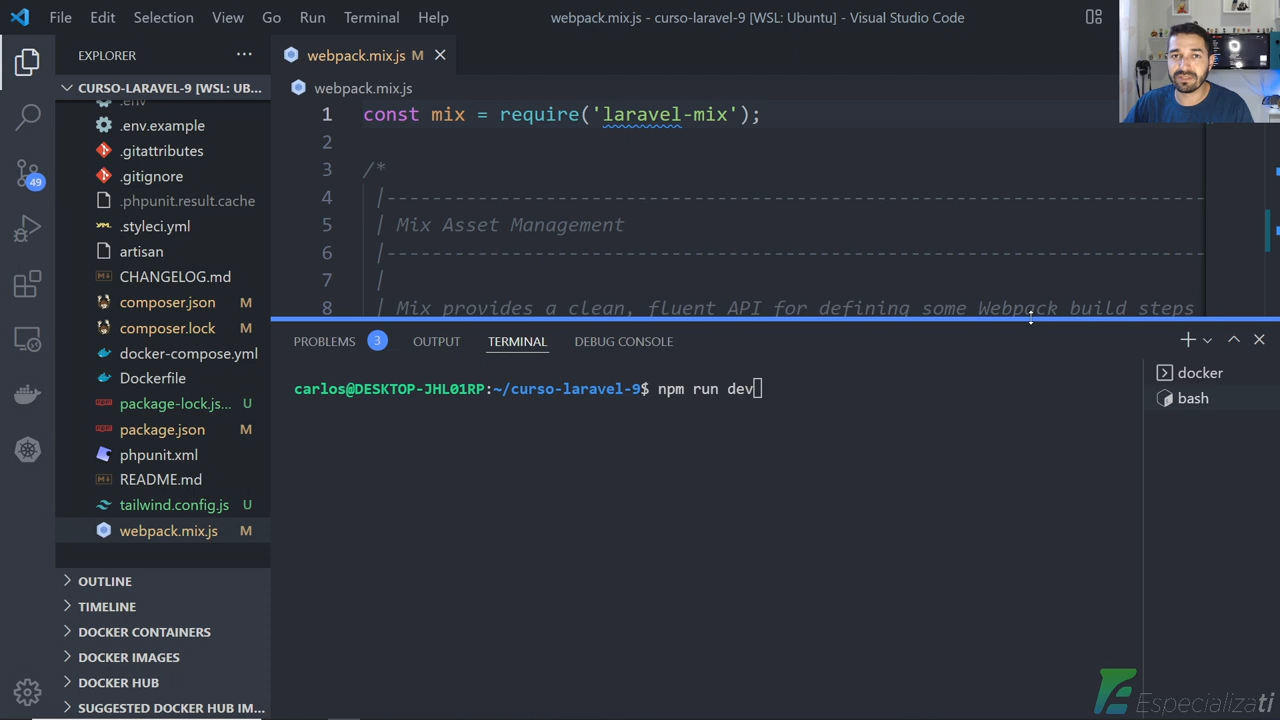 File Edit Selection View Go Run Terminal Help
webpack.mix.js - curso-laravel-9 [WSL: Ubuntu] - Visual Studio Code
EXPLORER
CURSO-LARAVEL-9 [WSL: UB...
.env
.env.example
.gitattributes
.gitignore
.phpunit.result.cache
.styleci.yml
artisan
CHANGELOG.md
composer.json M
composer.lock M
docker-compose.yml
Dockerfile
package-lock.js... U
package.json M
phpunit.xml
README.md
tailwind.config.js U
webpack.mix.js M
OUTLINE
TIMELINE
DOCKER CONTAINERS
DOCKER IMAGES
DOCKER HUB
SUGGESTED DOCKER HUB IM...
49
webpack.mix.js M
webpack.mix.js
1 const mix = require('laravel-mix');
2
3 /*
4 |--------------------------------------------------------------------------
5 | Mix Asset Management
6 |--------------------------------------------------------------------------
7 |
8 | Mix provides a clean, fluent API for defining some Webpack build steps
PROBLEMS 3 OUTPUT TERMINAL DEBUG CONSOLE
carlos@DESKTOP-JHL01RP:~/curso-laravel-9$ npm run dev
docker
bash
Especializati